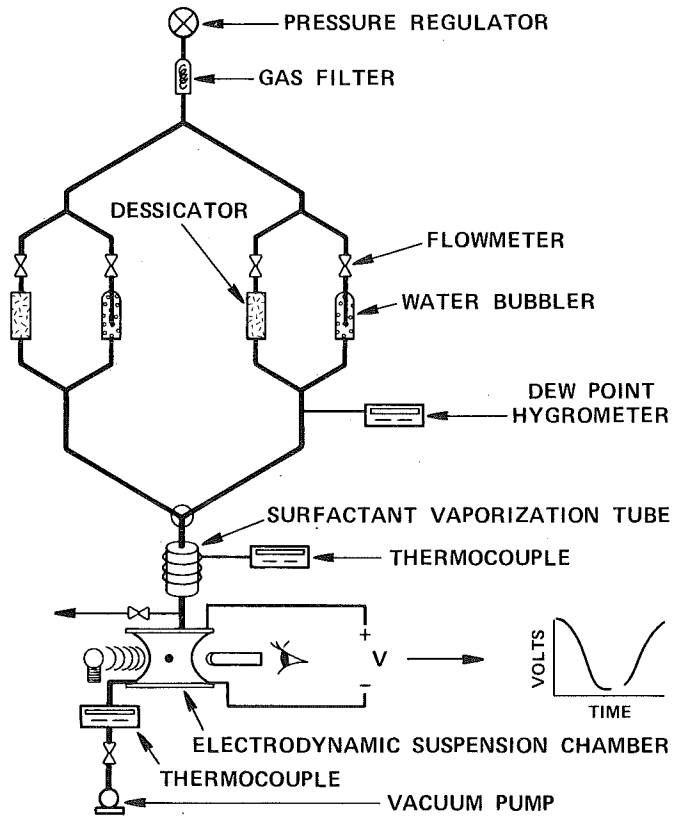 PRESSURE REGULATOR
GAS FILTER
DESSICATOR
FLOWMETER
WATER BUBBLER
DEW POINT
HYGROMETER
SURFACTANT VAPORIZATION TUBE
THERMOCOUPLE
+
V
−
VOLTS
TIME
ELECTRODYNAMIC SUSPENSION CHAMBER
THERMOCOUPLE
VACUUM PUMP